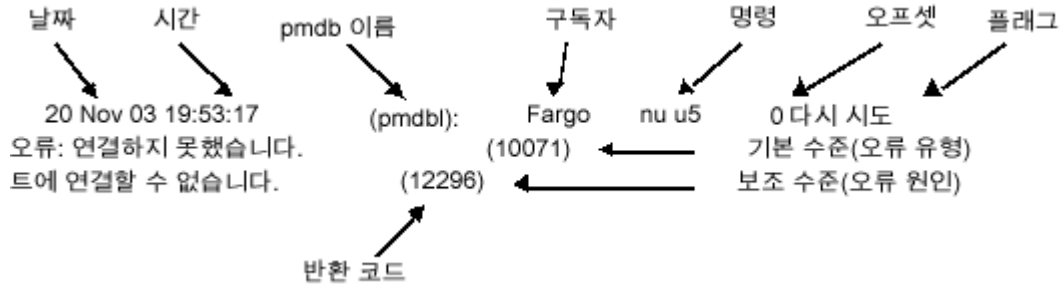 날짜 시간 pmdb 이름 구독자 명령 오프셋 플래그
20 Nov 03 19:53:17 (pmdbl): Fargo nu u5 0 다시 시도
오류: 연결하지 못했습니다. (10071) 기본 수준(오류 유형)
트에 연결할 수 없습니다. (12296) 보조 수준(오류 원인)
반환 코드